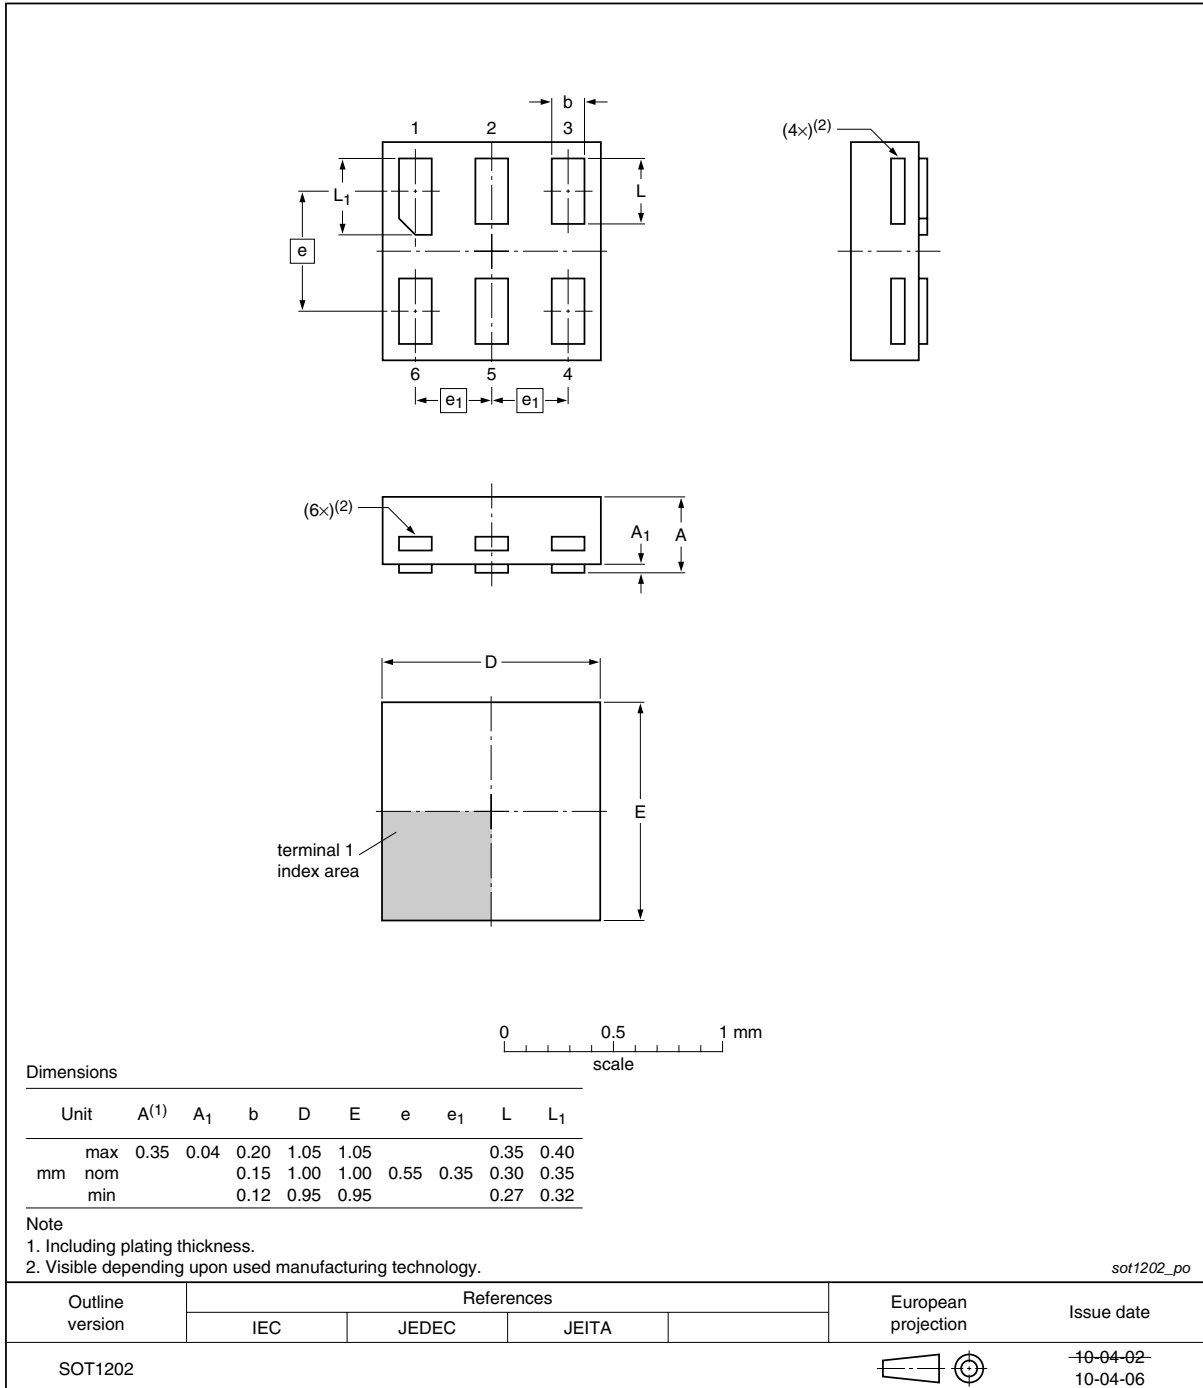 b
1 2 3
(4×)(2)
L1
L
e
6 5 4
e1 e1
(6×)(2)
A1 A
D
E
terminal 1
index area
0 0.5 1 mm
scale
Dimensions
Unit A(1) A1 b D E e e1 L L1
max 0.35 0.04 0.20 1.05 1.05 0.35 0.40
mm nom 0.15 1.00 1.00 0.55 0.35 0.30 0.35
min 0.12 0.95 0.95 0.27 0.32
Note
1. Including plating thickness.
2. Visible depending upon used manufacturing technology.
sot1202_po
Outline
version
References
IEC JEDEC JEITA
European
projection
Issue date
SOT1202
10-04-02
10-04-06